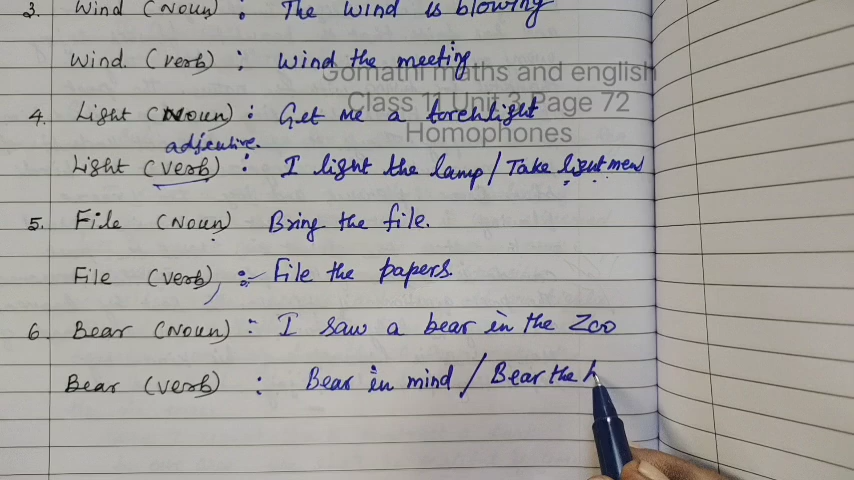 3. Wind (Noun) : The wind is blowing
Wind. (Verb) : Wind the meeting
Gomathi maths and english
Class 11 Unit 3 Page 72
Homophones
4. Light (Noun) : Get me a torchlight
adjective.
Light (Verb) : I light the lamp / Take light meal
5. File (Noun) Bring the file.
File (Verb) : File the papers.
6. Bear (Noun) : I saw a bear in the Zoo
Bear (Verb) : Bear in mind / Bear the